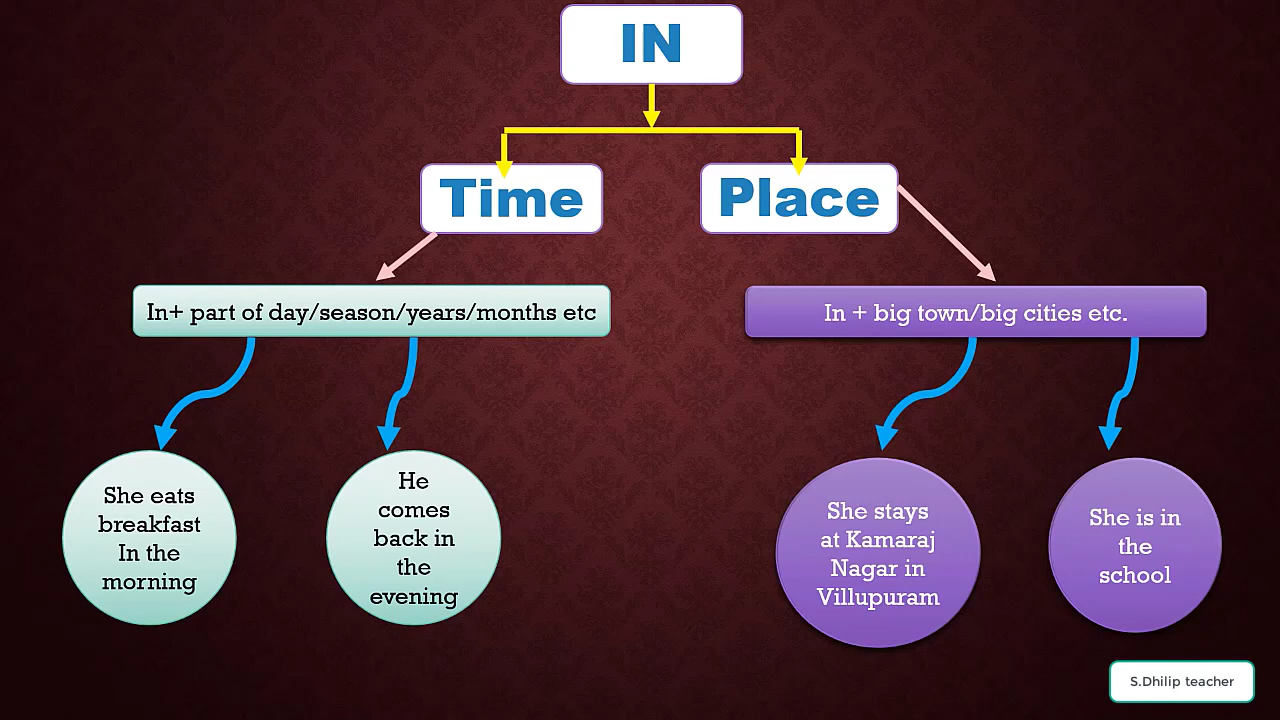 IN
Time
Place
In+ part of day/season/years/months etc
In + big town/big cities etc.
She eats
breakfast
In the
morning
He
comes
back in
the
evening
She stays
at Kamaraj
Nagar in
Villupuram
She is in
the
school
S.Dhilip teacher